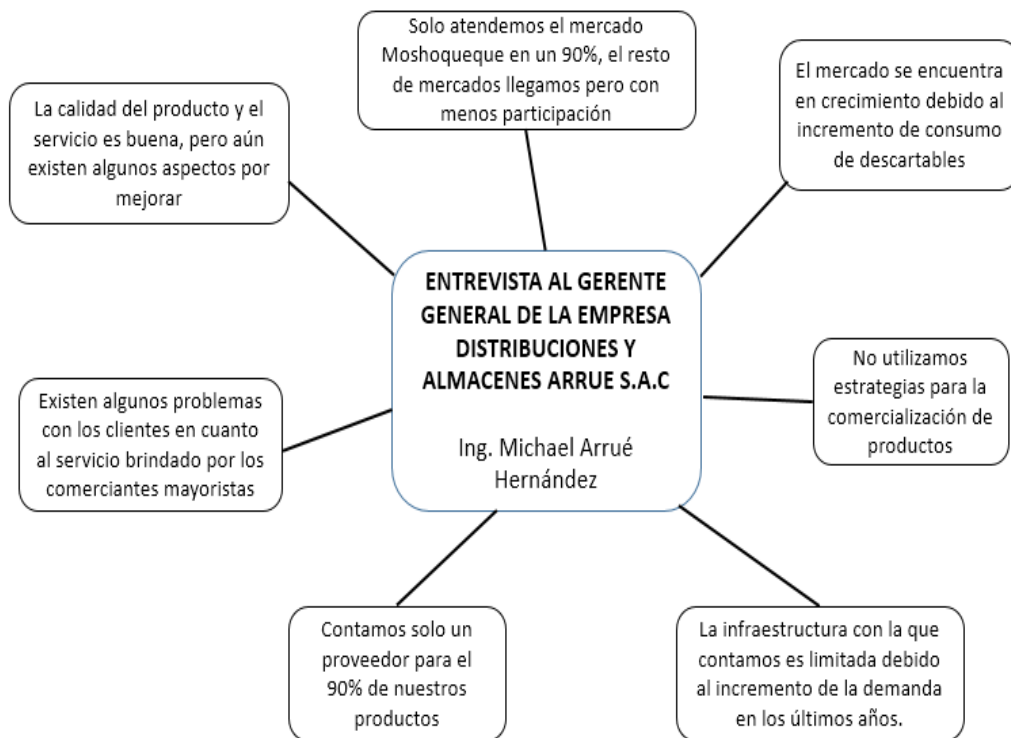 Solo atendemos el mercado
Moshoqueque en un 90%, el resto
de mercados llegamos pero con
menos participación
El mercado se encuentra
en crecimiento debido al
incremento de consumo
de descartables
La calidad del producto y el
servicio es buena, pero aún
existen algunos aspectos por
mejorar
ENTREVISTA AL GERENTE
GENERAL DE LA EMPRESA
DISTRIBUCIONES Y
ALMACENES ARRUE S.A.C
Ing. Michael Arrué
Hernández
No utilizamos
estrategias para la
comercialización de
productos
Existen algunos problemas
con los clientes en cuanto
al servicio brindado por los
comerciantes mayoristas
Contamos solo un
proveedor para el
90% de nuestros
productos
La infraestructura con la que
contamos es limitada debido
al incremento de la demanda
en los últimos años.